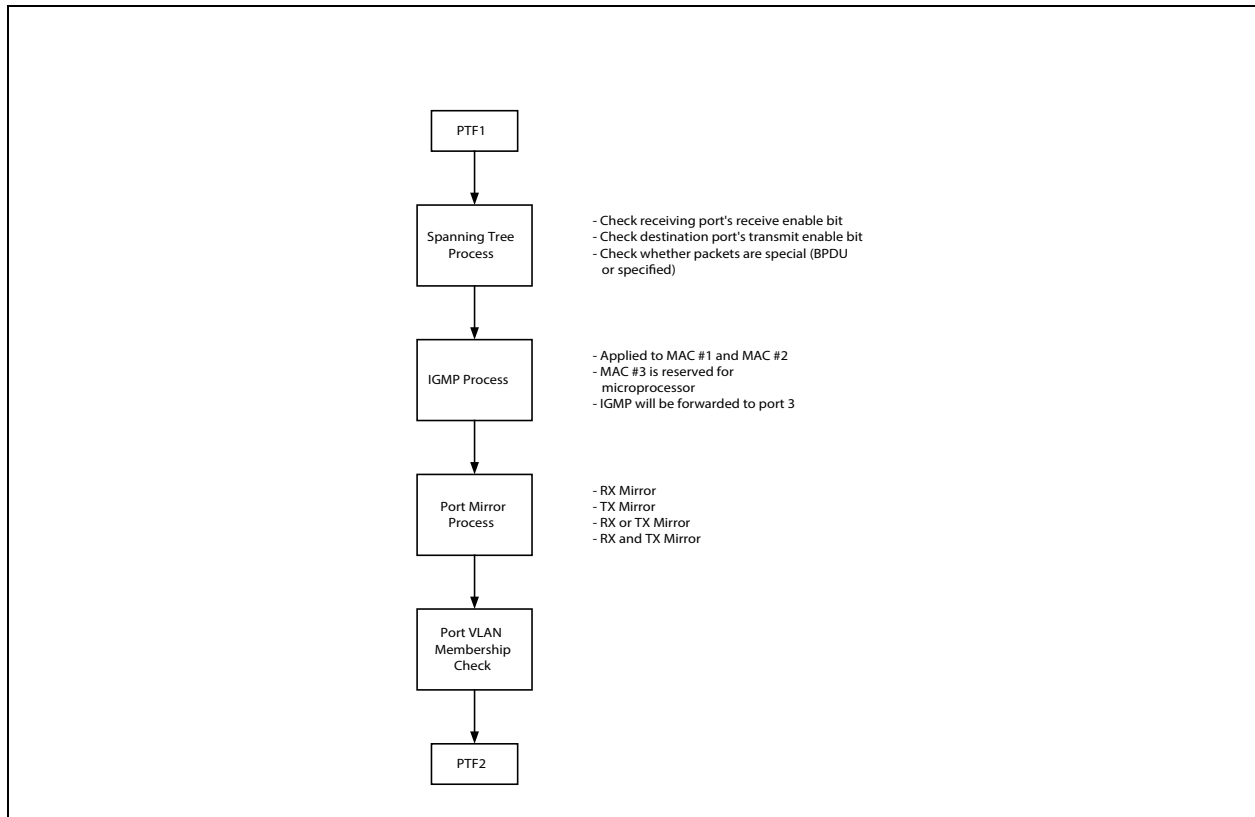 PTF1
Spanning Tree
Process
- Check receiving port's receive enable bit
- Check destination port's transmit enable bit
- Check whether packets are special (BPDU
or specified)
IGMP Process
- Applied to MAC #1 and MAC #2
- MAC #3 is reserved for
microprocessor
- IGMP will be forwarded to port 3
Port Mirror
Process
- RX Mirror
- TX Mirror
- RX or TX Mirror
- RX and TX Mirror
Port VLAN
Membership
Check
PTF2